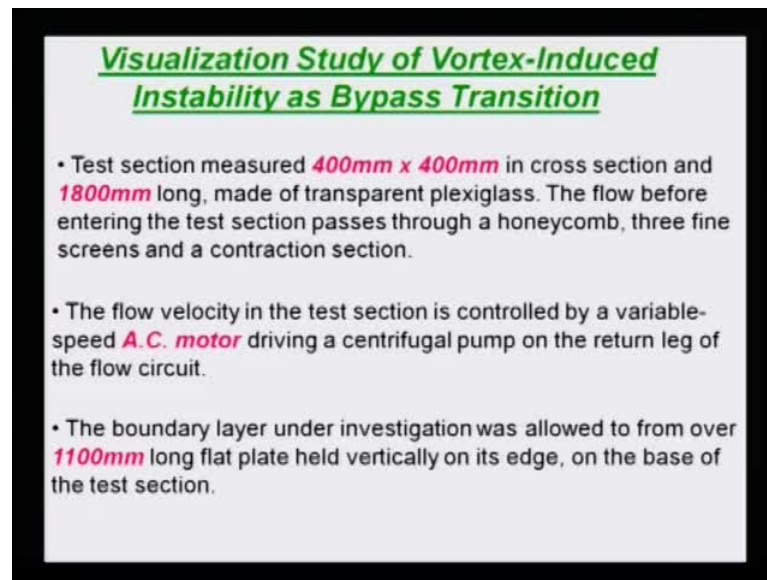 Visualization Study of Vortex-Induced
Instability as Bypass Transition
• Test section measured 400mm x 400mm in cross section and
1800mm long, made of transparent plexiglass. The flow before
entering the test section passes through a honeycomb, three fine
screens and a contraction section.
• The flow velocity in the test section is controlled by a variable-
speed A.C. motor driving a centrifugal pump on the return leg of
the flow circuit.
• The boundary layer under investigation was allowed to from over
1100mm long flat plate held vertically on its edge, on the base of
the test section.